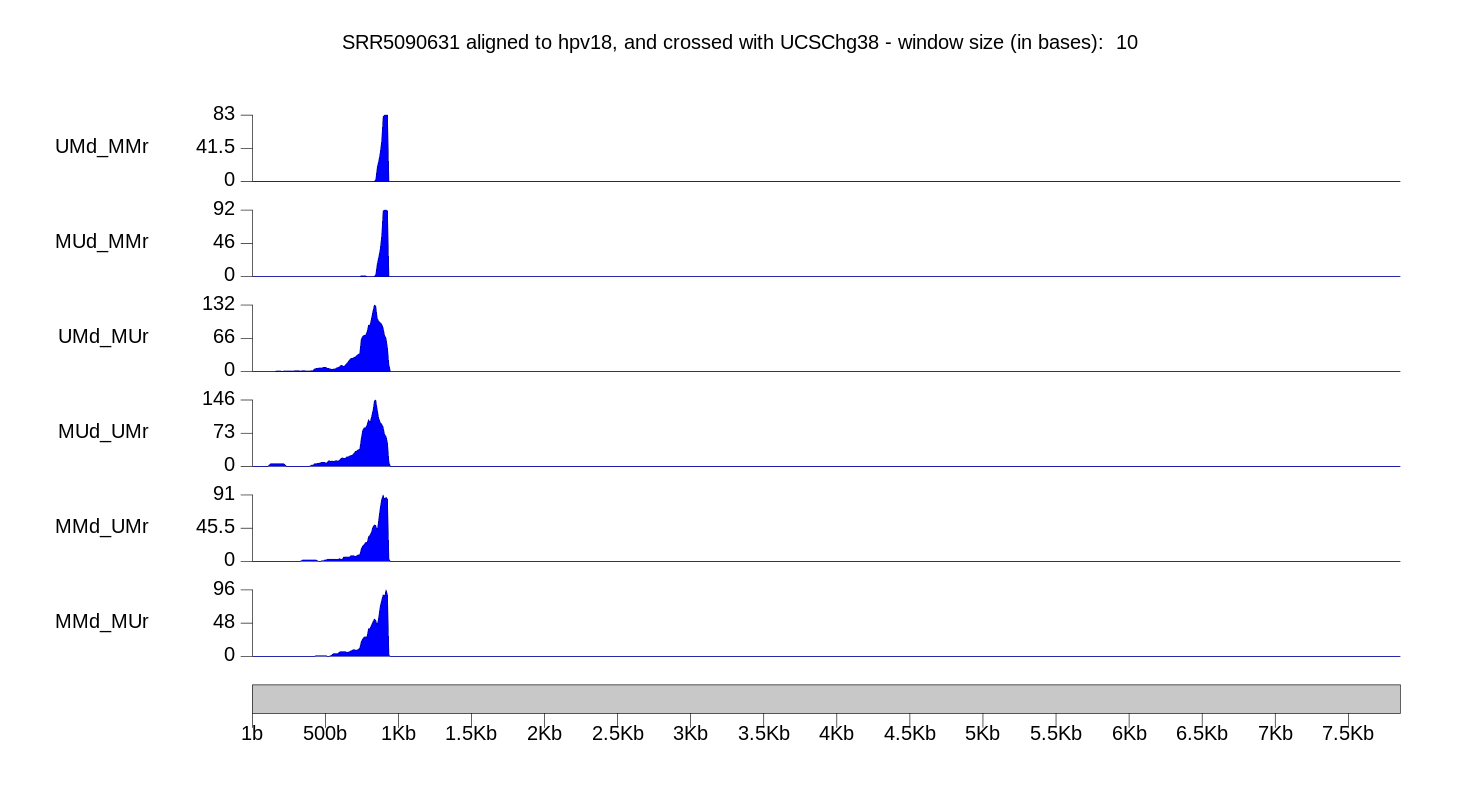 SRR5090631 aligned to hpv18, and crossed with UCSChg38 - window size (in bases):  10
83
UMd_MMr
41.5
0
92
MUd_MMr
46
0
132
UMd_MUr
66
0
146
MUd_UMr
73
0
91
MMd_UMr
45.5
0
96
MMd_MUr
48
0
1b 500b 1Kb 1.5Kb 2Kb 2.5Kb 3Kb 3.5Kb 4Kb 4.5Kb 5Kb 5.5Kb 6Kb 6.5Kb 7Kb 7.5Kb